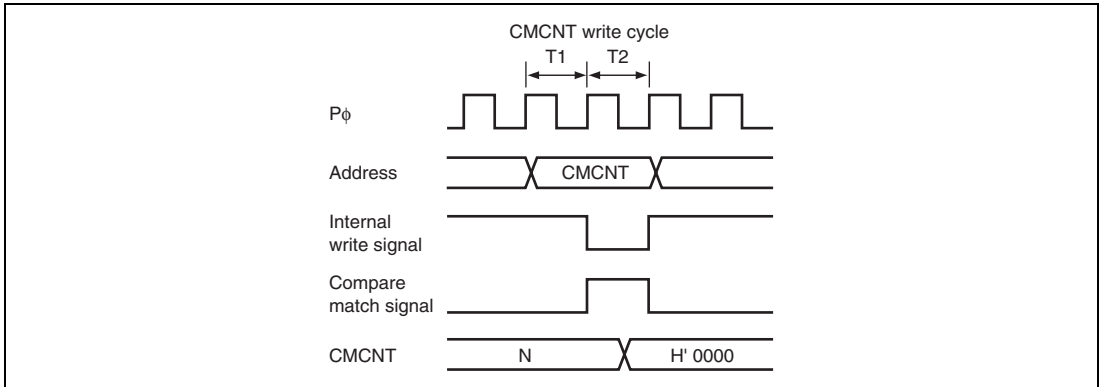 CMCNT write cycle
T1 T2
Pϕ
Address CMCNT
Internal
write signal
Compare
match signal
CMCNT N H' 0000